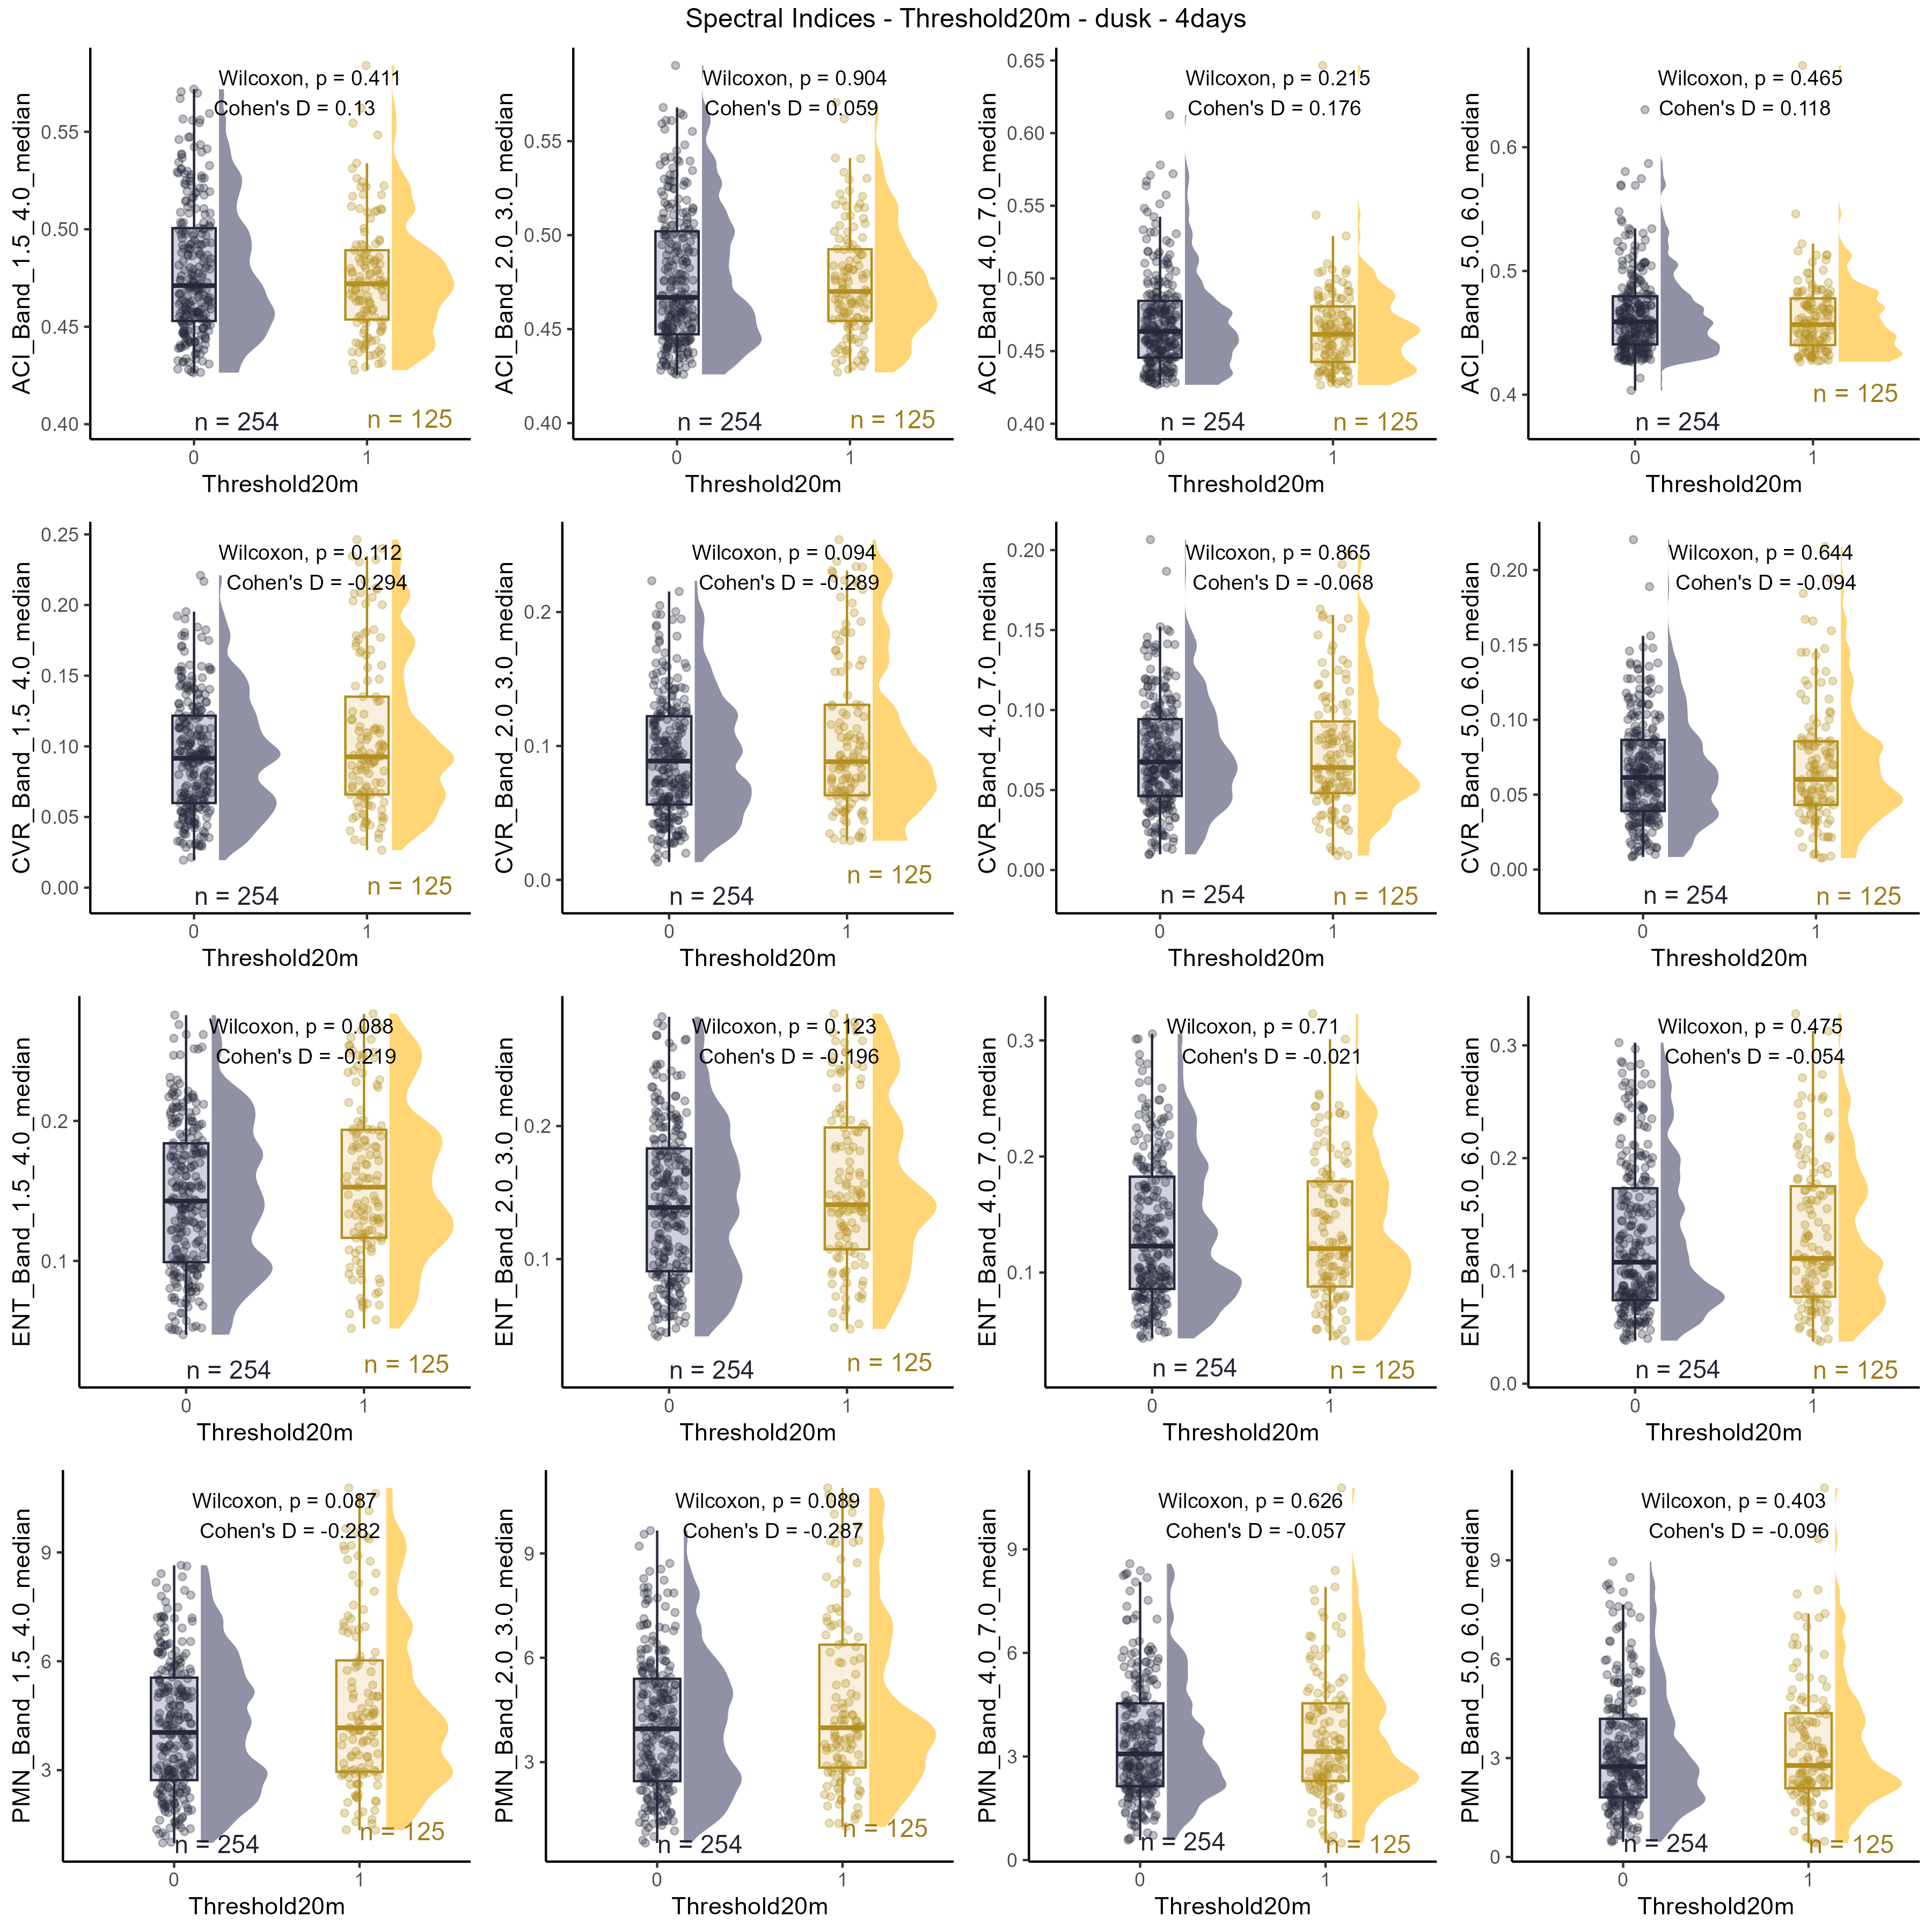 Spectral Indices - Threshold20m - dusk - 4days
ACI_Band_1.5_4.0_median
0.55
0.50
0.45
0.40
Wilcoxon, p = 0.411
Cohen's D = 0.13
n = 254
n = 125
0
1
Threshold20m
ACI_Band_2.0_3.0_median
0.55
0.50
0.45
0.40
Wilcoxon, p = 0.904
Cohen's D = 0.059
n = 254
n = 125
0
1
Threshold20m
ACI_Band_4.0_7.0_median
0.65
0.60
0.55
0.50
0.45
0.40
Wilcoxon, p = 0.215
Cohen's D = 0.176
n = 254
n = 125
0
1
Threshold20m
ACI_Band_5.0_6.0_median
0.6
0.5
0.4
Wilcoxon, p = 0.465
Cohen's D = 0.118
n = 254
n = 125
0
1
Threshold20m
CVR_Band_1.5_4.0_median
0.25
0.20
0.15
0.10
0.05
0.00
Wilcoxon, p = 0.112
Cohen's D = -0.294
n = 254
n = 125
0
1
Threshold20m
CVR_Band_2.0_3.0_median
0.2
0.1
0.0
Wilcoxon, p = 0.094
Cohen's D = -0.289
n = 254
n = 125
0
1
Threshold20m
CVR_Band_4.0_7.0_median
0.20
0.15
0.10
0.05
0.00
Wilcoxon, p = 0.865
Cohen's D = -0.068
n = 254
n = 125
0
1
Threshold20m
CVR_Band_5.0_6.0_median
0.20
0.15
0.10
0.05
0.00
Wilcoxon, p = 0.644
Cohen's D = -0.094
n = 254
n = 125
0
1
Threshold20m
ENT_Band_1.5_4.0_median
0.2
0.1
Wilcoxon, p = 0.088
Cohen's D = -0.219
n = 254
n = 125
0
1
Threshold20m
ENT_Band_2.0_3.0_median
0.2
0.1
Wilcoxon, p = 0.123
Cohen's D = -0.196
n = 254
n = 125
0
1
Threshold20m
ENT_Band_4.0_7.0_median
0.3
0.2
0.1
Wilcoxon, p = 0.71
Cohen's D = -0.021
n = 254
n = 125
0
1
Threshold20m
ENT_Band_5.0_6.0_median
0.3
0.2
0.1
0.0
Wilcoxon, p = 0.475
Cohen's D = -0.054
n = 254
n = 125
0
1
Threshold20m
PMN_Band_1.5_4.0_median
9
6
3
Wilcoxon, p = 0.087
Cohen's D = -0.282
n = 254
n = 125
0
1
Threshold20m
PMN_Band_2.0_3.0_median
9
6
3
Wilcoxon, p = 0.089
Cohen's D = -0.287
n = 254
n = 125
0
1
Threshold20m
PMN_Band_4.0_7.0_median
9
6
3
0
Wilcoxon, p = 0.626
Cohen's D = -0.057
n = 254
n = 125
0
1
Threshold20m
PMN_Band_5.0_6.0_median
9
6
3
0
Wilcoxon, p = 0.403
Cohen's D = -0.096
n = 254
n = 125
0
1
Threshold20m